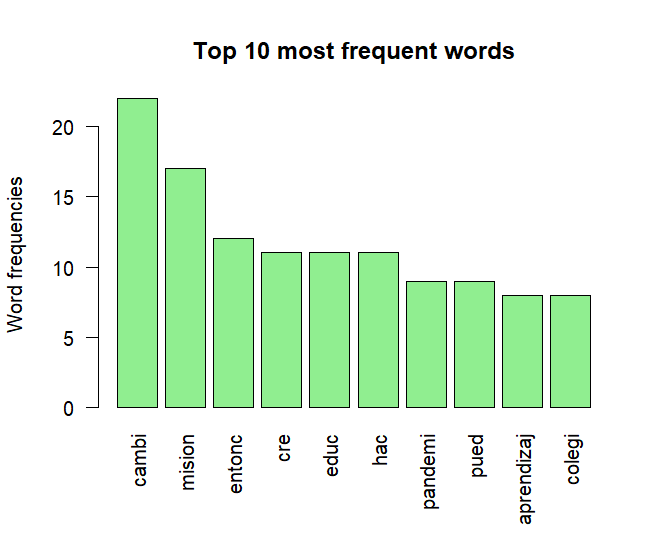 Top 10 most frequent words
Word frequencies
20
15
10
5
0
cambi
mision
entonc
cre
educ
hac
pandemi
pued
aprendizaj
colegi